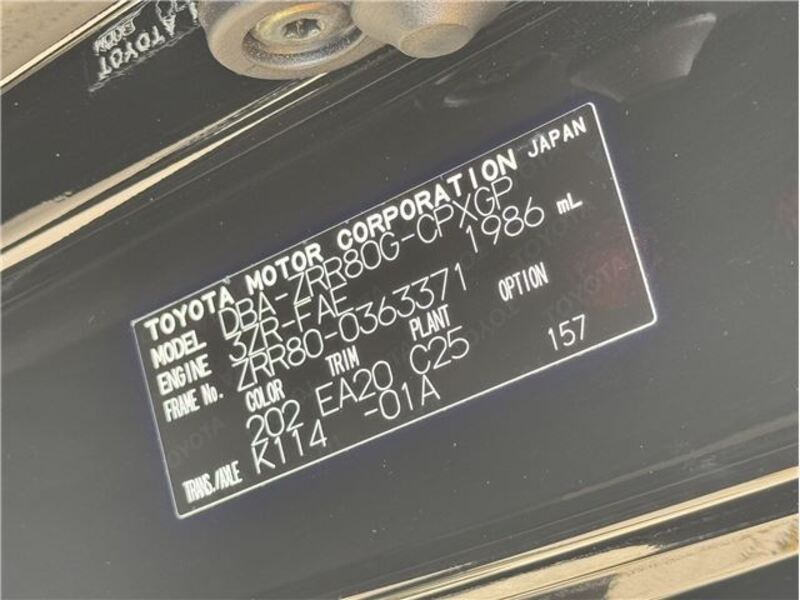 TOYOTA MOTOR CORPORATION JAPAN
MODEL DBA-ZRR80G-CPXGP
ENGINE 3ZR-FAE 1986 mL
FRAME No. ZRR80-0363371
COLOR TRIM PLANT OPTION
202 EA20 C25 157
TRANS./AXLE K114 -01A